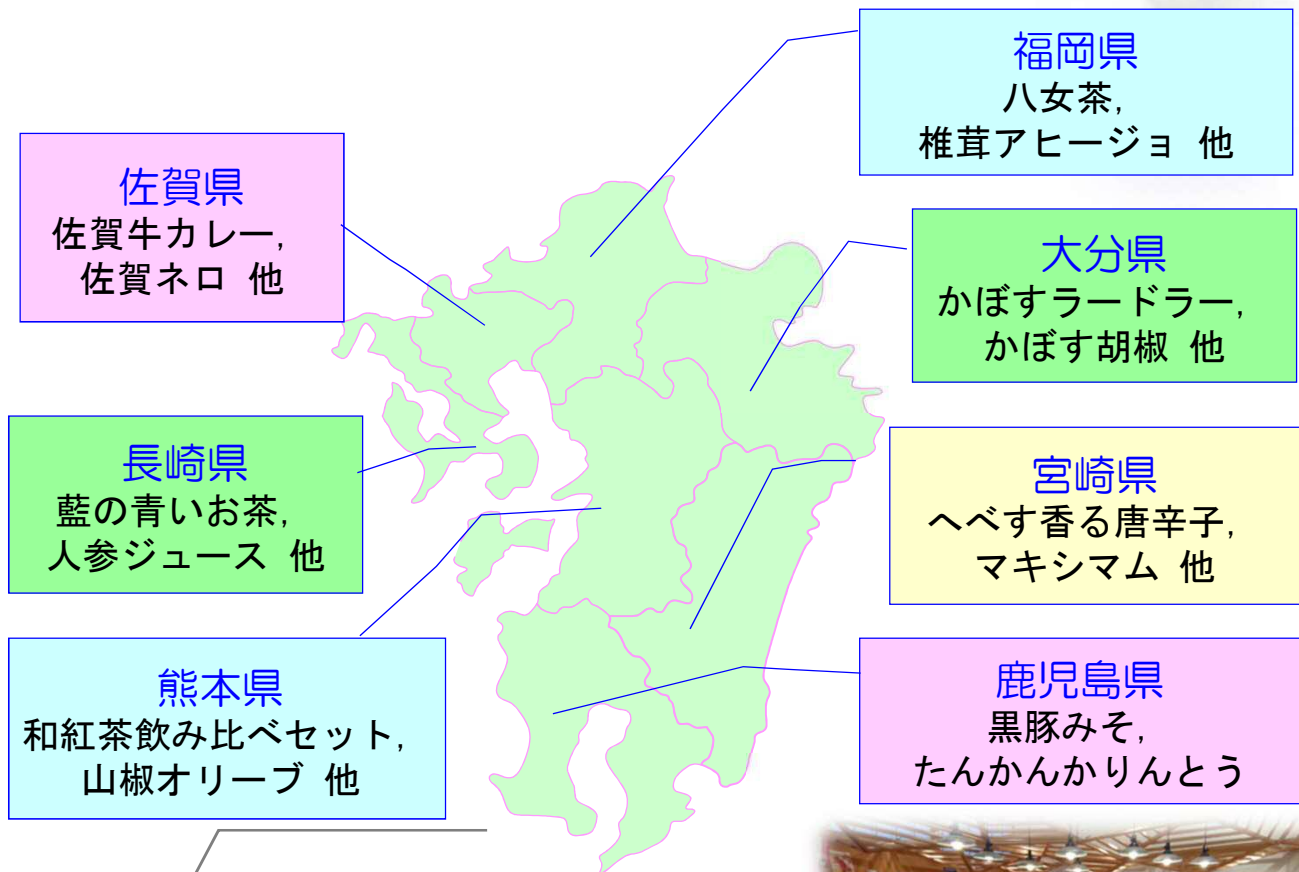 福岡県
八女茶,
椎茸アヒージョ 他
佐賀県
佐賀牛カレー,
佐賀ネロ 他
大分県
かぼすラードラー,
かぼす胡椒 他
長崎県
藍の青いお茶,
人参ジュース 他
宮崎県
へべす香る唐辛子,
マキシマム 他
熊本県
和紅茶飲み比べセット,
山椒オリーブ 他
鹿児島県
黒豚みそ,
たんかんかりんとう